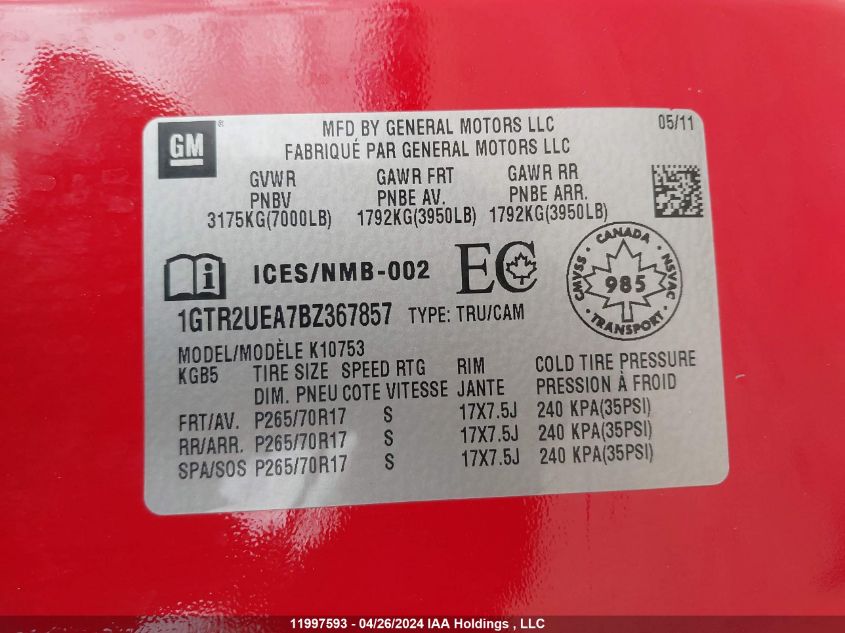 GM®
MFD BY GENERAL MOTORS LLC 05/11
FABRIQUÉ PAR GENERAL MOTORS LLC
GVWR GAWR FRT GAWR RR
PNBV PNBE AV. PNBE ARR.
3175KG(7000LB) 1792KG(3950LB) 1792KG(3950LB)
i ICES/NMB-002 EC
CANADA CMVSS NSVAC 985 TRANSPORT
1GTR2UEA7BZ367857 TYPE: TRU/CAM
MODEL/MODÈLE K10753
KGB5 TIRE SIZE SPEED RTG RIM COLD TIRE PRESSURE
DIM. PNEU COTE VITESSE JANTE PRESSION À FROID
FRT/AV. P265/70R17 S 17X7.5J 240 KPA(35PSI)
RR/ARR. P265/70R17 S 17X7.5J 240 KPA(35PSI)
SPA/SOS P265/70R17 S 17X7.5J 240 KPA(35PSI)
11997593 - 04/26/2024 IAA Holdings , LLC